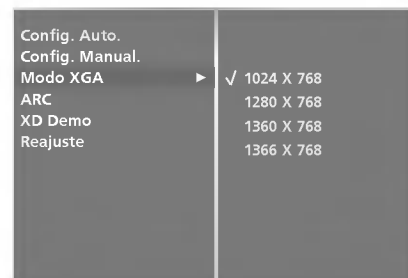 Config. Auto.
Config. Manual.
Modo XGA ► √ 1024 X 768
ARC 1280 X 768
XD Demo 1360 X 768
Reajuste 1366 X 768